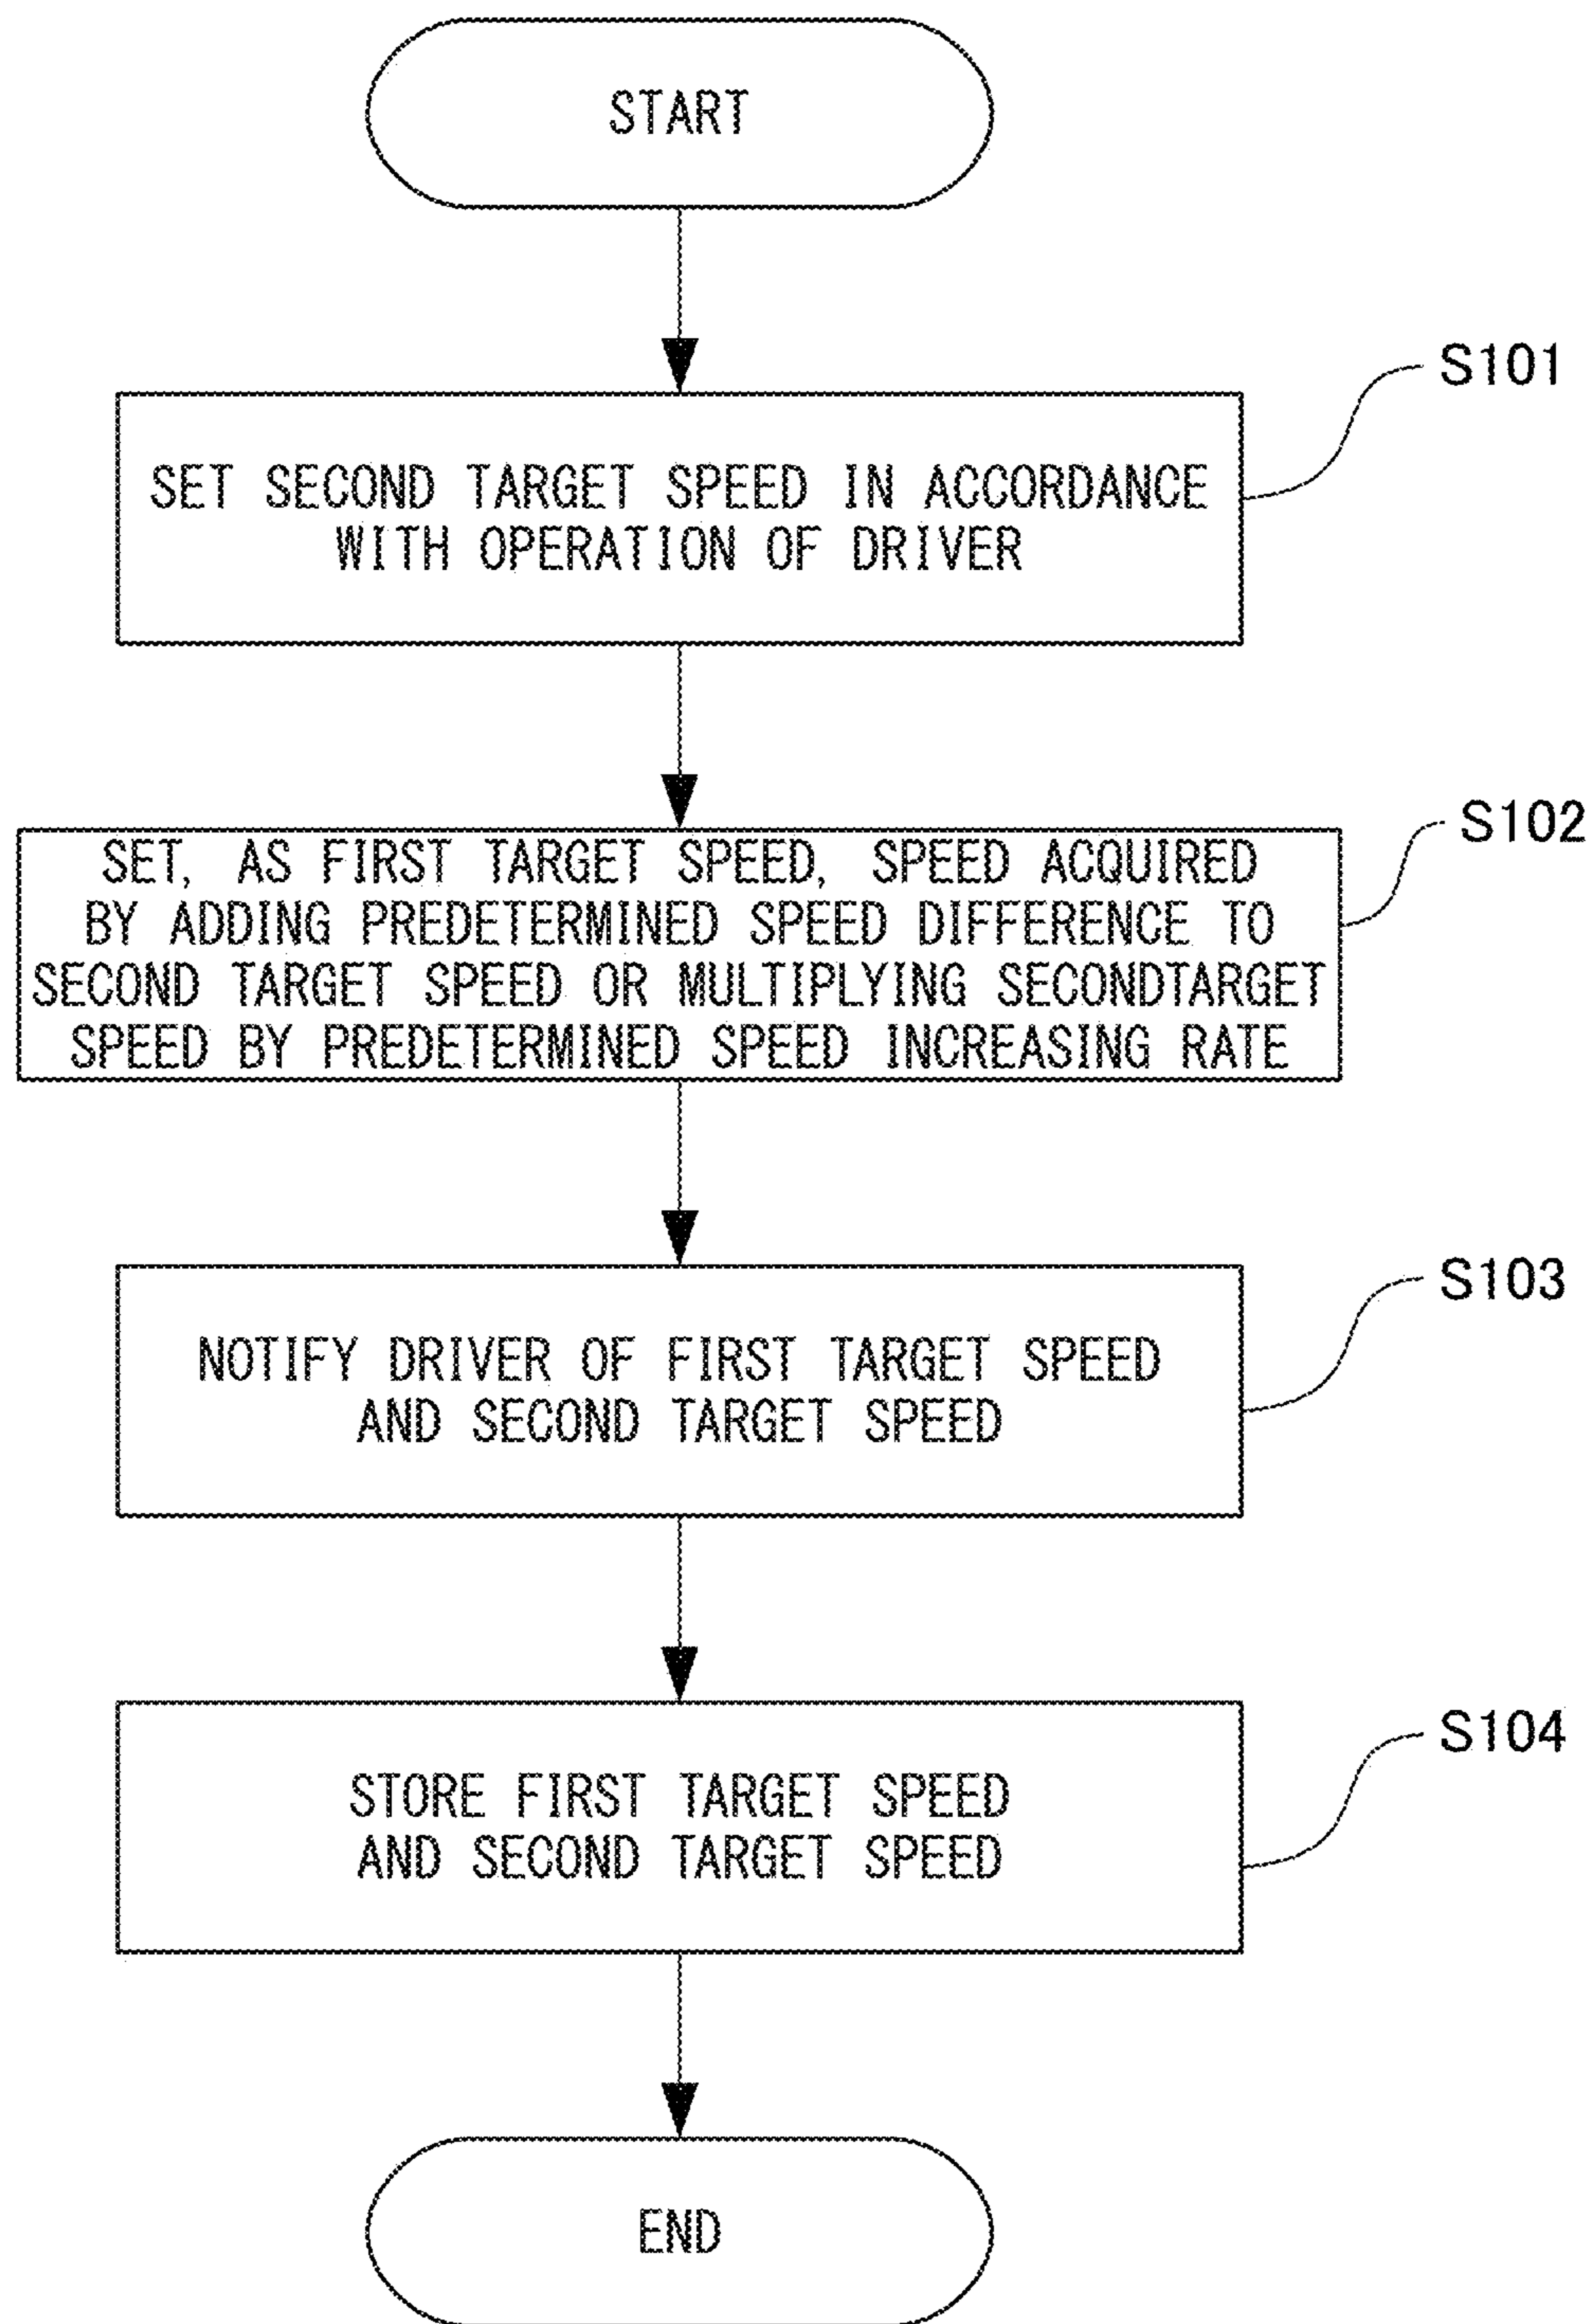 START
S101
SET SECOND TARGET SPEED IN ACCORDANCE
WITH OPERATION OF DRIVER
S102
SET, AS FIRST TARGET SPEED, SPEED ACQUIRED
BY ADDING PREDETERMINED SPEED DIFFERENCE TO
SECOND TARGET SPEED OR MULTIPLYING SECONDTARGET
SPEED BY PREDETERMINED SPEED INCREASING RATE
S103
NOTIFY DRIVER OF FIRST TARGET SPEED
AND SECOND TARGET SPEED
S104
STORE FIRST TARGET SPEED
AND SECOND TARGET SPEED
END